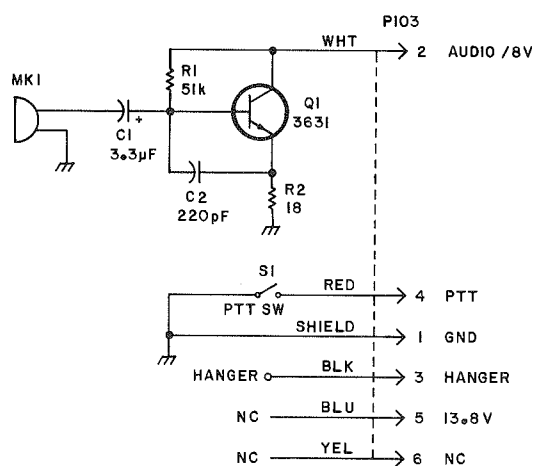 P103
WHT 2 AUDIO /8V
MK1
R1
51k
Q1
3631
C1 +
3.3µF
C2
220pF
R2
18
S1
PTT SW
RED 4 PTT
SHIELD 1 GND
HANGER BLK 3 HANGER
NC BLU 5 13.8V
NC YEL 6 NC